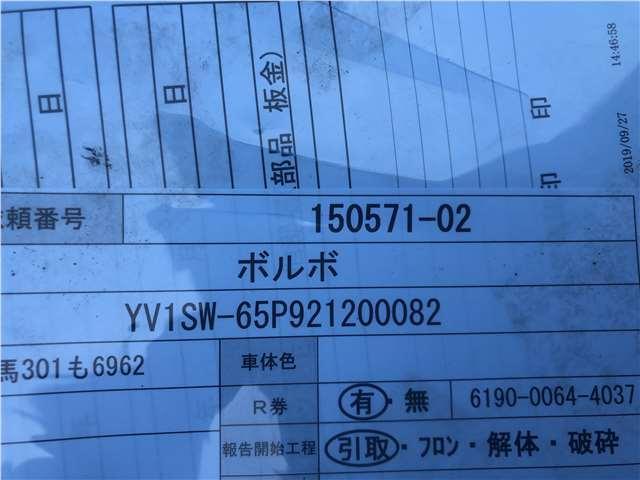 日
日
部品 板金)
印
印
14:46:58
2019/09/27
頼番号 150571-02
ボルボ
YV1SW-65P921200082
馬301も6962 車体色
R券 有・無 6190-0064-4037
報告開始工程 引取・フロン・解体・破砕